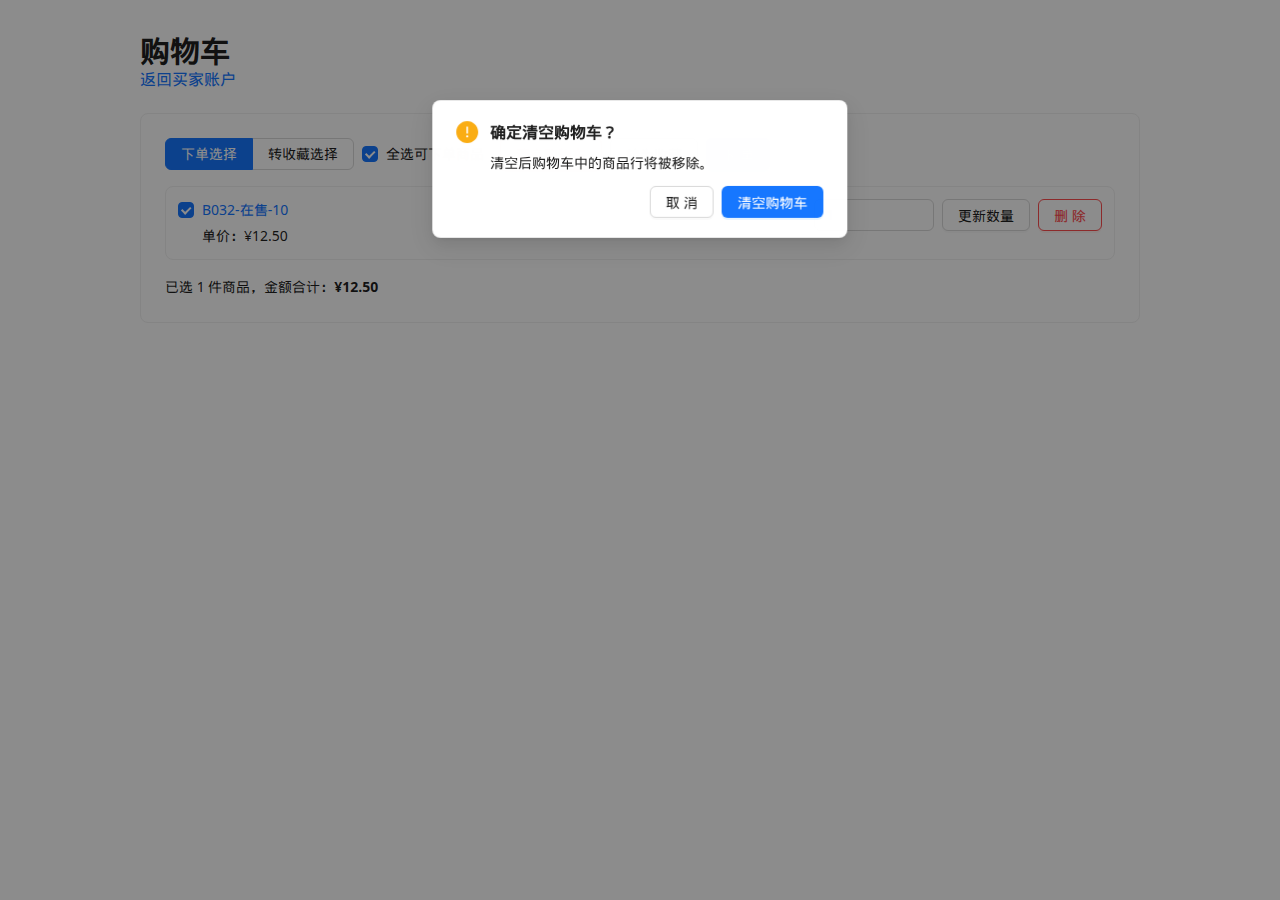 购物车
返回买家账户
确定清空购物车？
清空后购物车中的商品行将被移除。
取 消 清空购物车
下单选择 转收藏选择 全选可
B032-在售-10 更新数量 删 除
单价：¥12.50
已选 1 件商品，金额合计：¥12.50